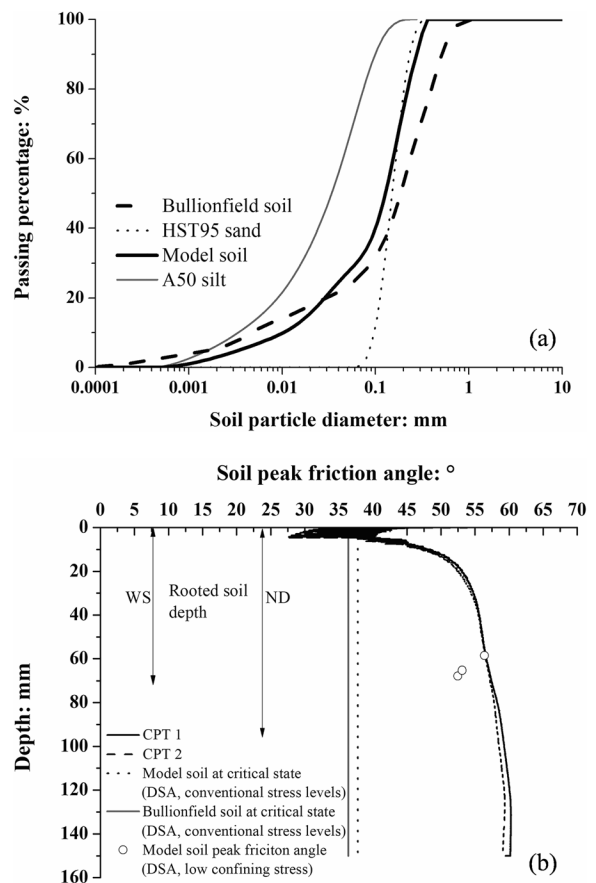 100
80
60
40
20
0
Passing percentage: %
Bullionfield soil
HST95 sand
Model soil
A50 silt
(a)
0.0001 0.001 0.01 0.1 1 10
Soil particle diameter: mm
Soil peak friction angle: °
0 5 10 15 20 25 30 35 40 45 50 55 60 65 70
0
20
40
60
80
100
120
140
160
Depth: mm
WS
Rooted soil
depth
ND
CPT 1
CPT 2
Model soil at critical state
(DSA, conventional stress levels)
Bullionfield soil at critical state
(DSA, conventional stress levels)
Model soil peak friciton angle
(DSA, low confining stress)
(b)